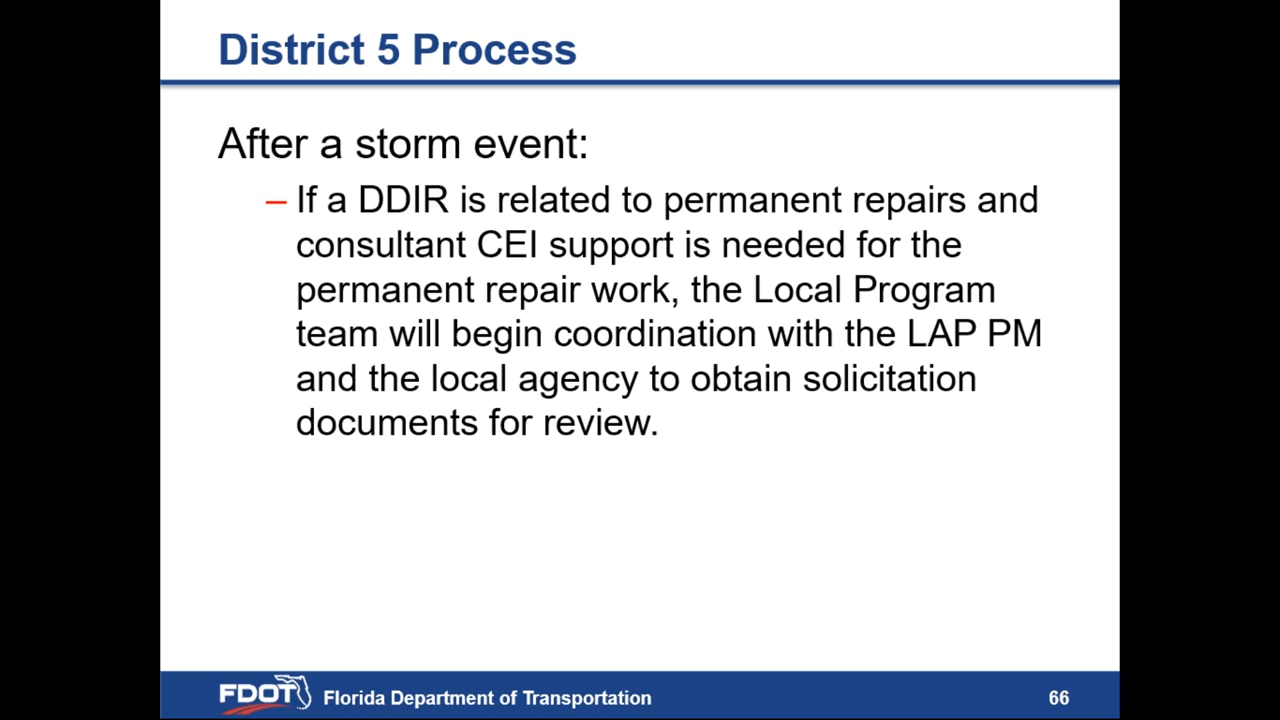 District 5 Process
After a storm event:
– If a DDIR is related to permanent repairs and
consultant CEI support is needed for the
permanent repair work, the Local Program
team will begin coordination with the LAP PM
and the local agency to obtain solicitation
documents for review.
FDOT Florida Department of Transportation 66